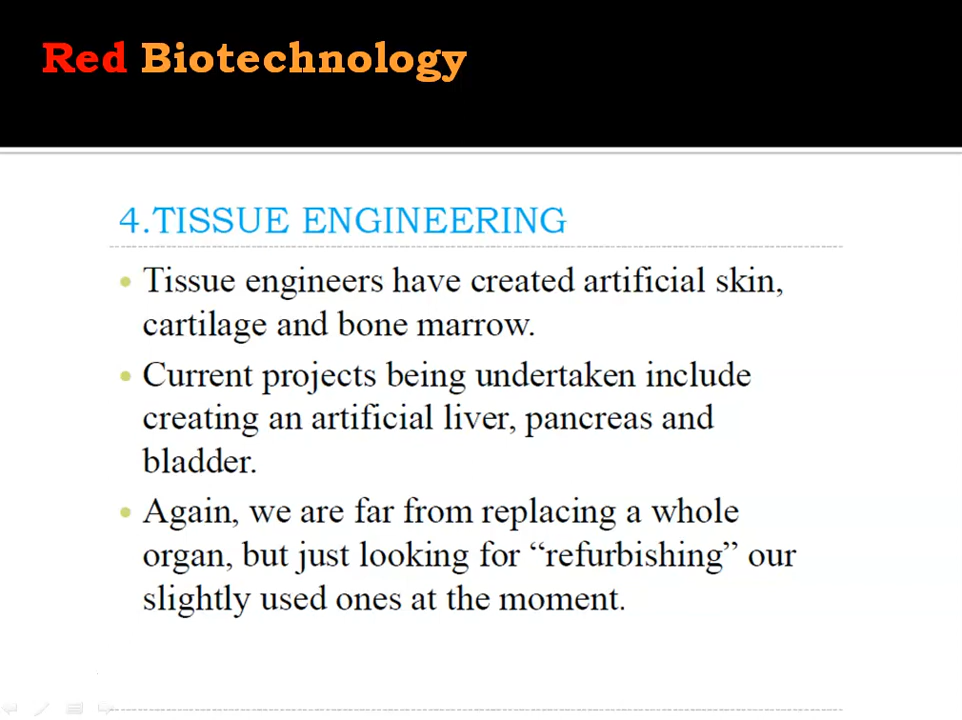 Red Biotechnology
4.TISSUE ENGINEERING
Tissue engineers have created artificial skin,
cartilage and bone marrow.
Current projects being undertaken include
creating an artificial liver, pancreas and
bladder.
Again, we are far from replacing a whole
organ, but just looking for “refurbishing” our
slightly used ones at the moment.